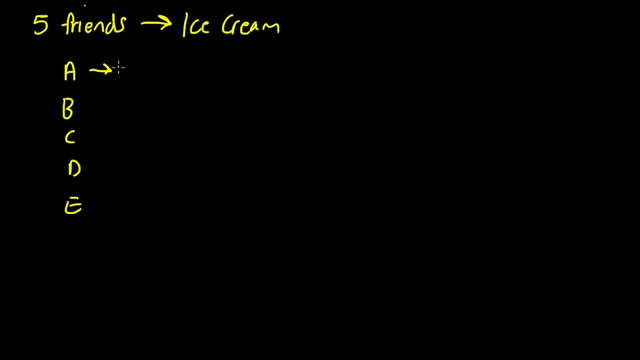 5 friends → Ice Cream
A →
B
C
D
E